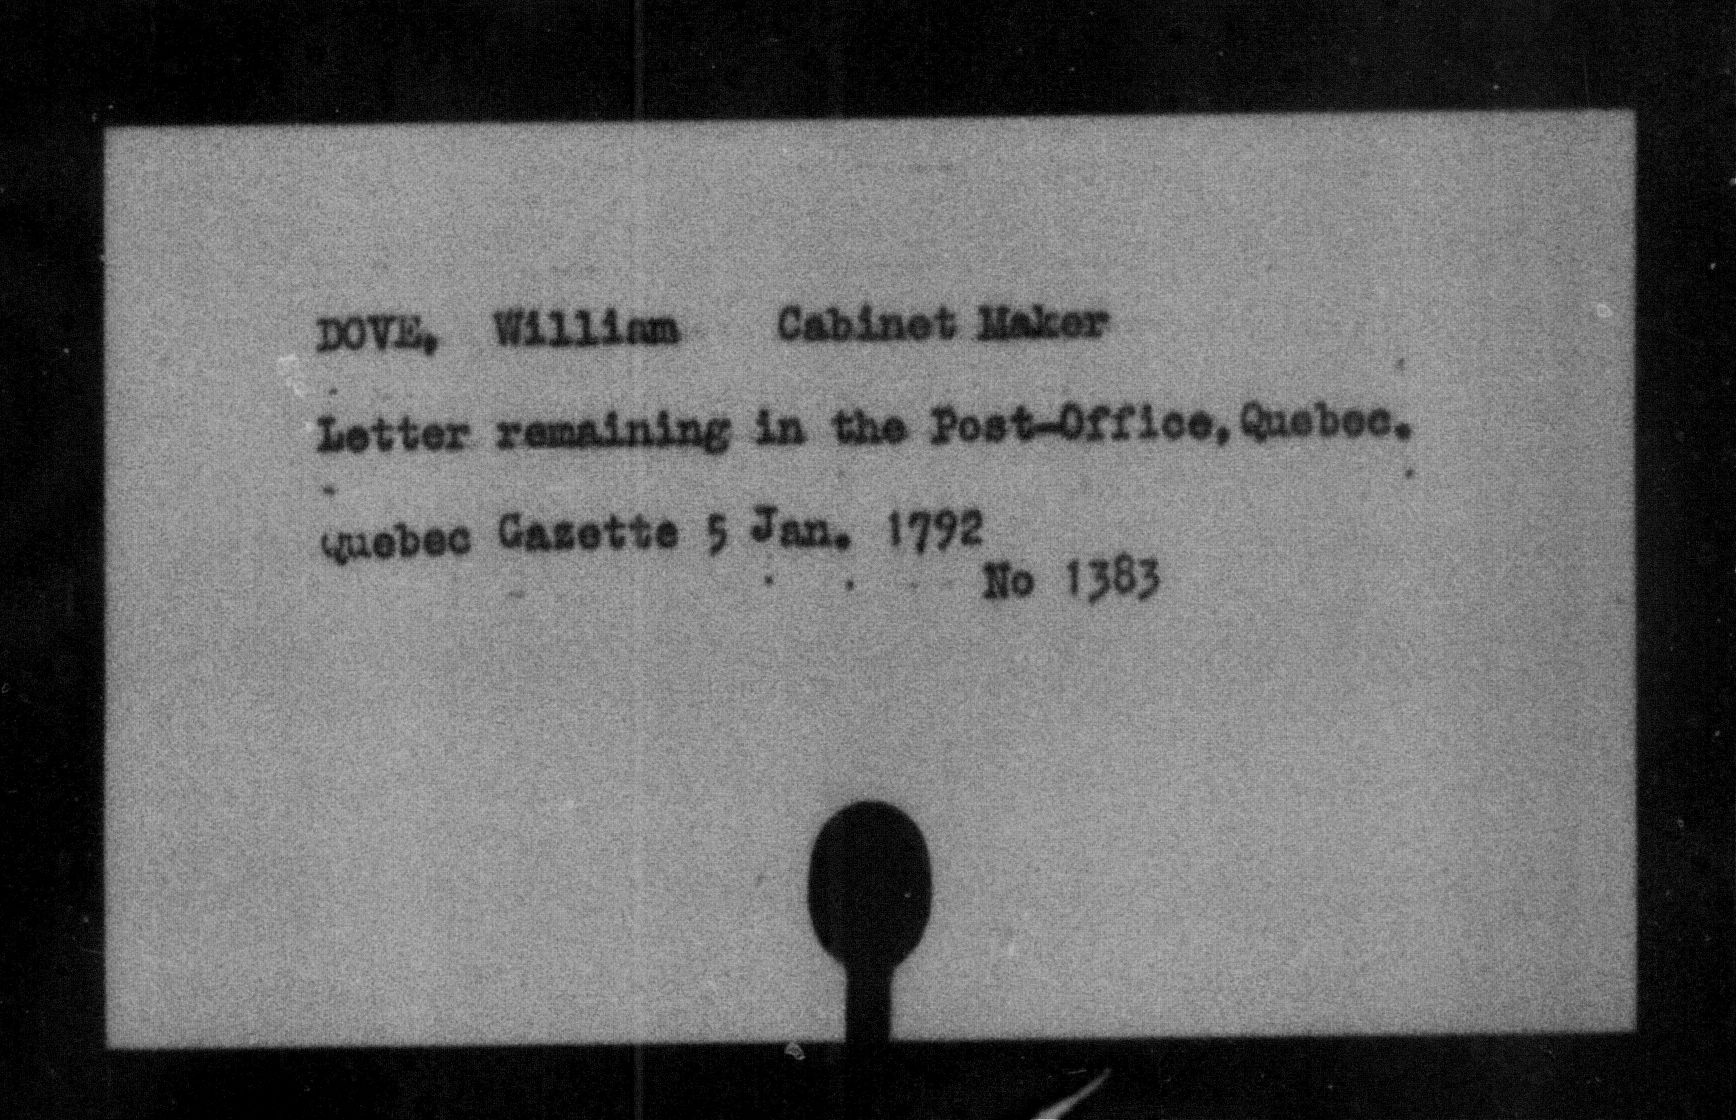 DOVE, William Cabinet Maker
Letter remaining in the Post-Office, Quebec.
Quebec Gazette 5 Jan. 1792
No 1383